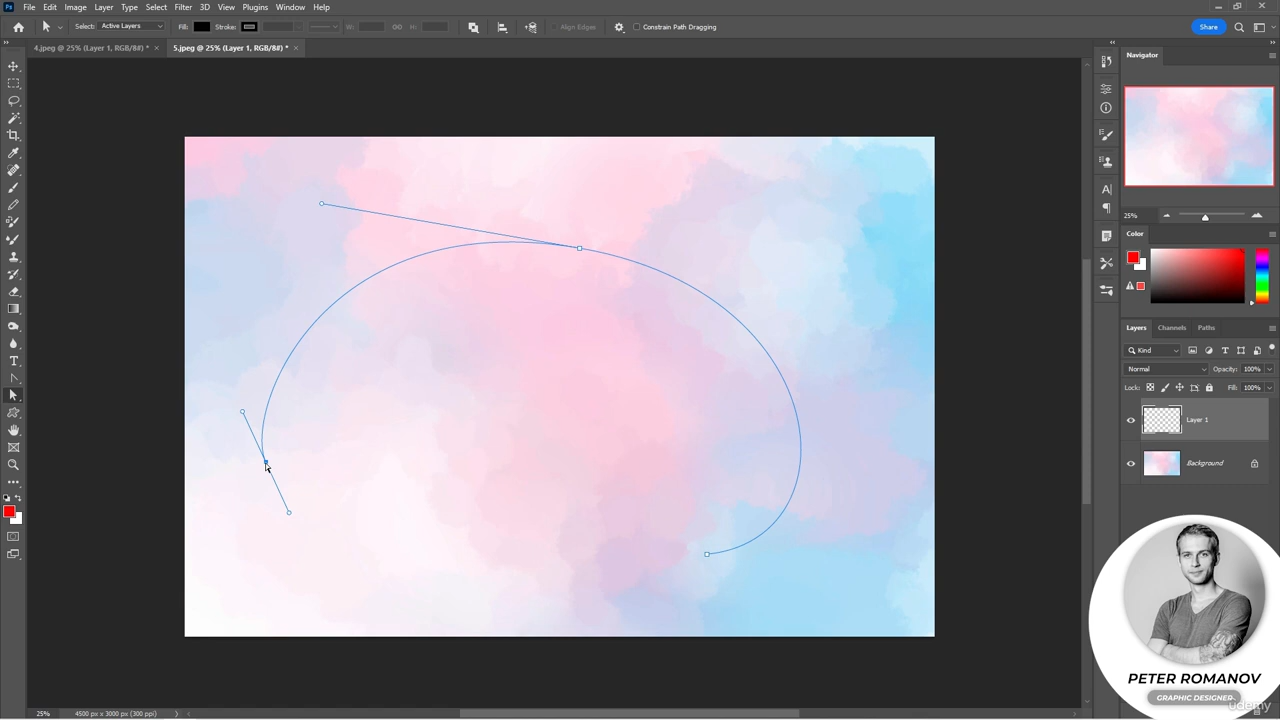 Ps File Edit Image Layer Type Select Filter 3D View Plugins Window Help
Select: Active Layers Fill: Stroke: W: H: Align Edges Constrain Path Dragging Share
4.jpeg @ 25% (Layer 1, RGB/8#) * × 5.jpeg @ 25% (Layer 1, RGB/8#) * ×
Navigator
25%
Color
Layers Channels Paths
Kind
Normal Opacity: 100%
Lock: Fill: 100%
Layer 1
Background
PETER ROMANOV
GRAPHIC DESIGNER
udemy
25% 4500 px x 3000 px (300 ppi)